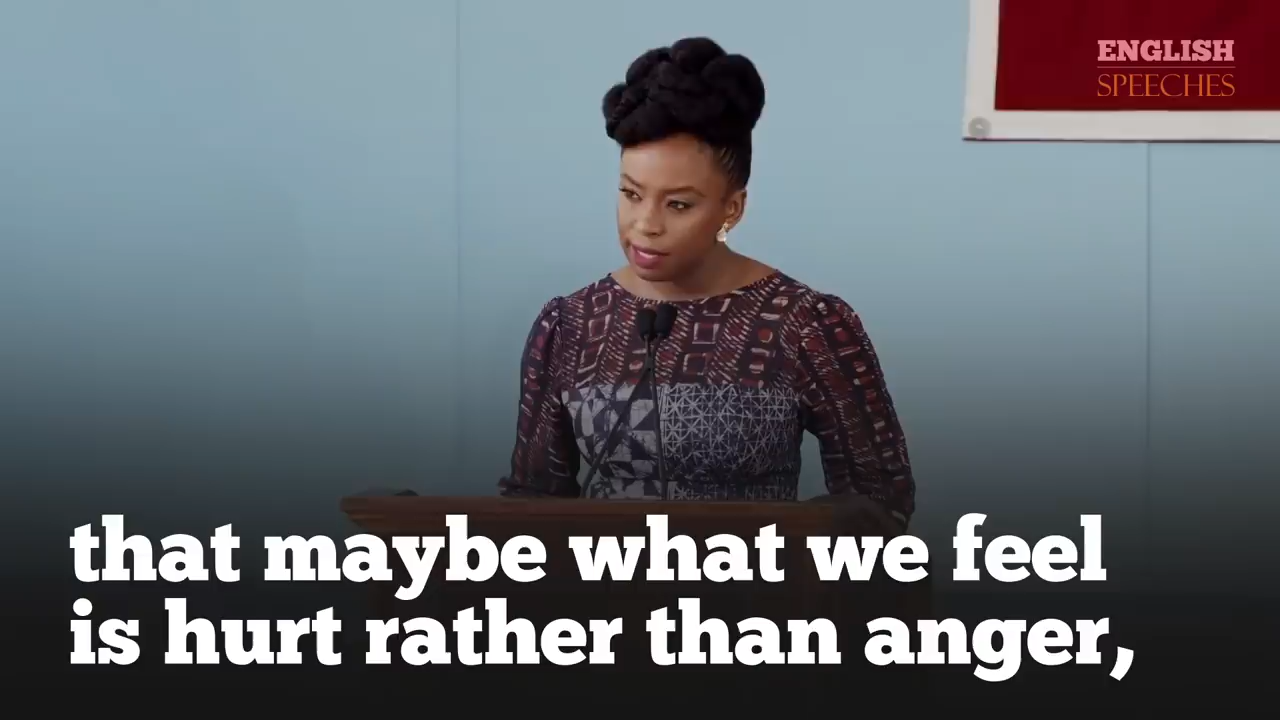 ENGLISH
SPEECHES
that maybe what we feel
is hurt rather than anger,